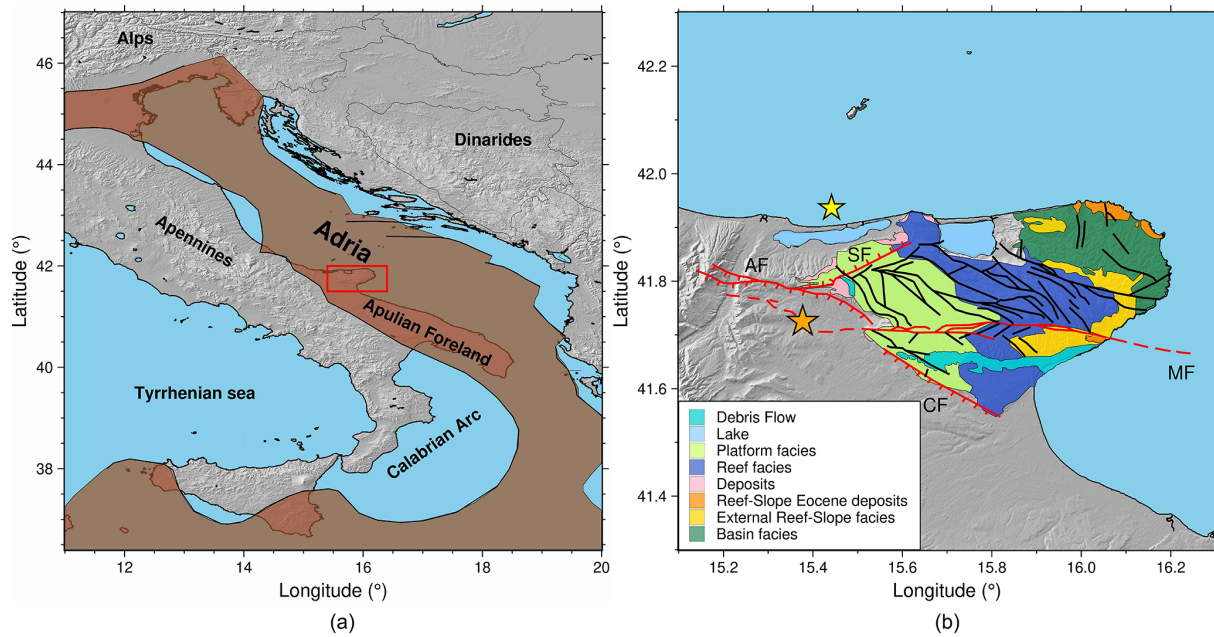 Alps
Dinarides
Adria
Apennines
Apulian Foreland
Tyrrhenian sea
Calabrian Arc
46
44
42
40
38
12
14
16
18
20
Latitude (°)
Longitude (°)
(a)
42.2
42.0
41.8
41.6
41.4
AF
SF
CF
MF
Debris Flow
Lake
Platform facies
Reef facies
Deposits
Reef-Slope Eocene deposits
External Reef-Slope facies
Basin facies
15.2
15.4
15.6
15.8
16.0
16.2
Latitude (°)
Longitude (°)
(b)